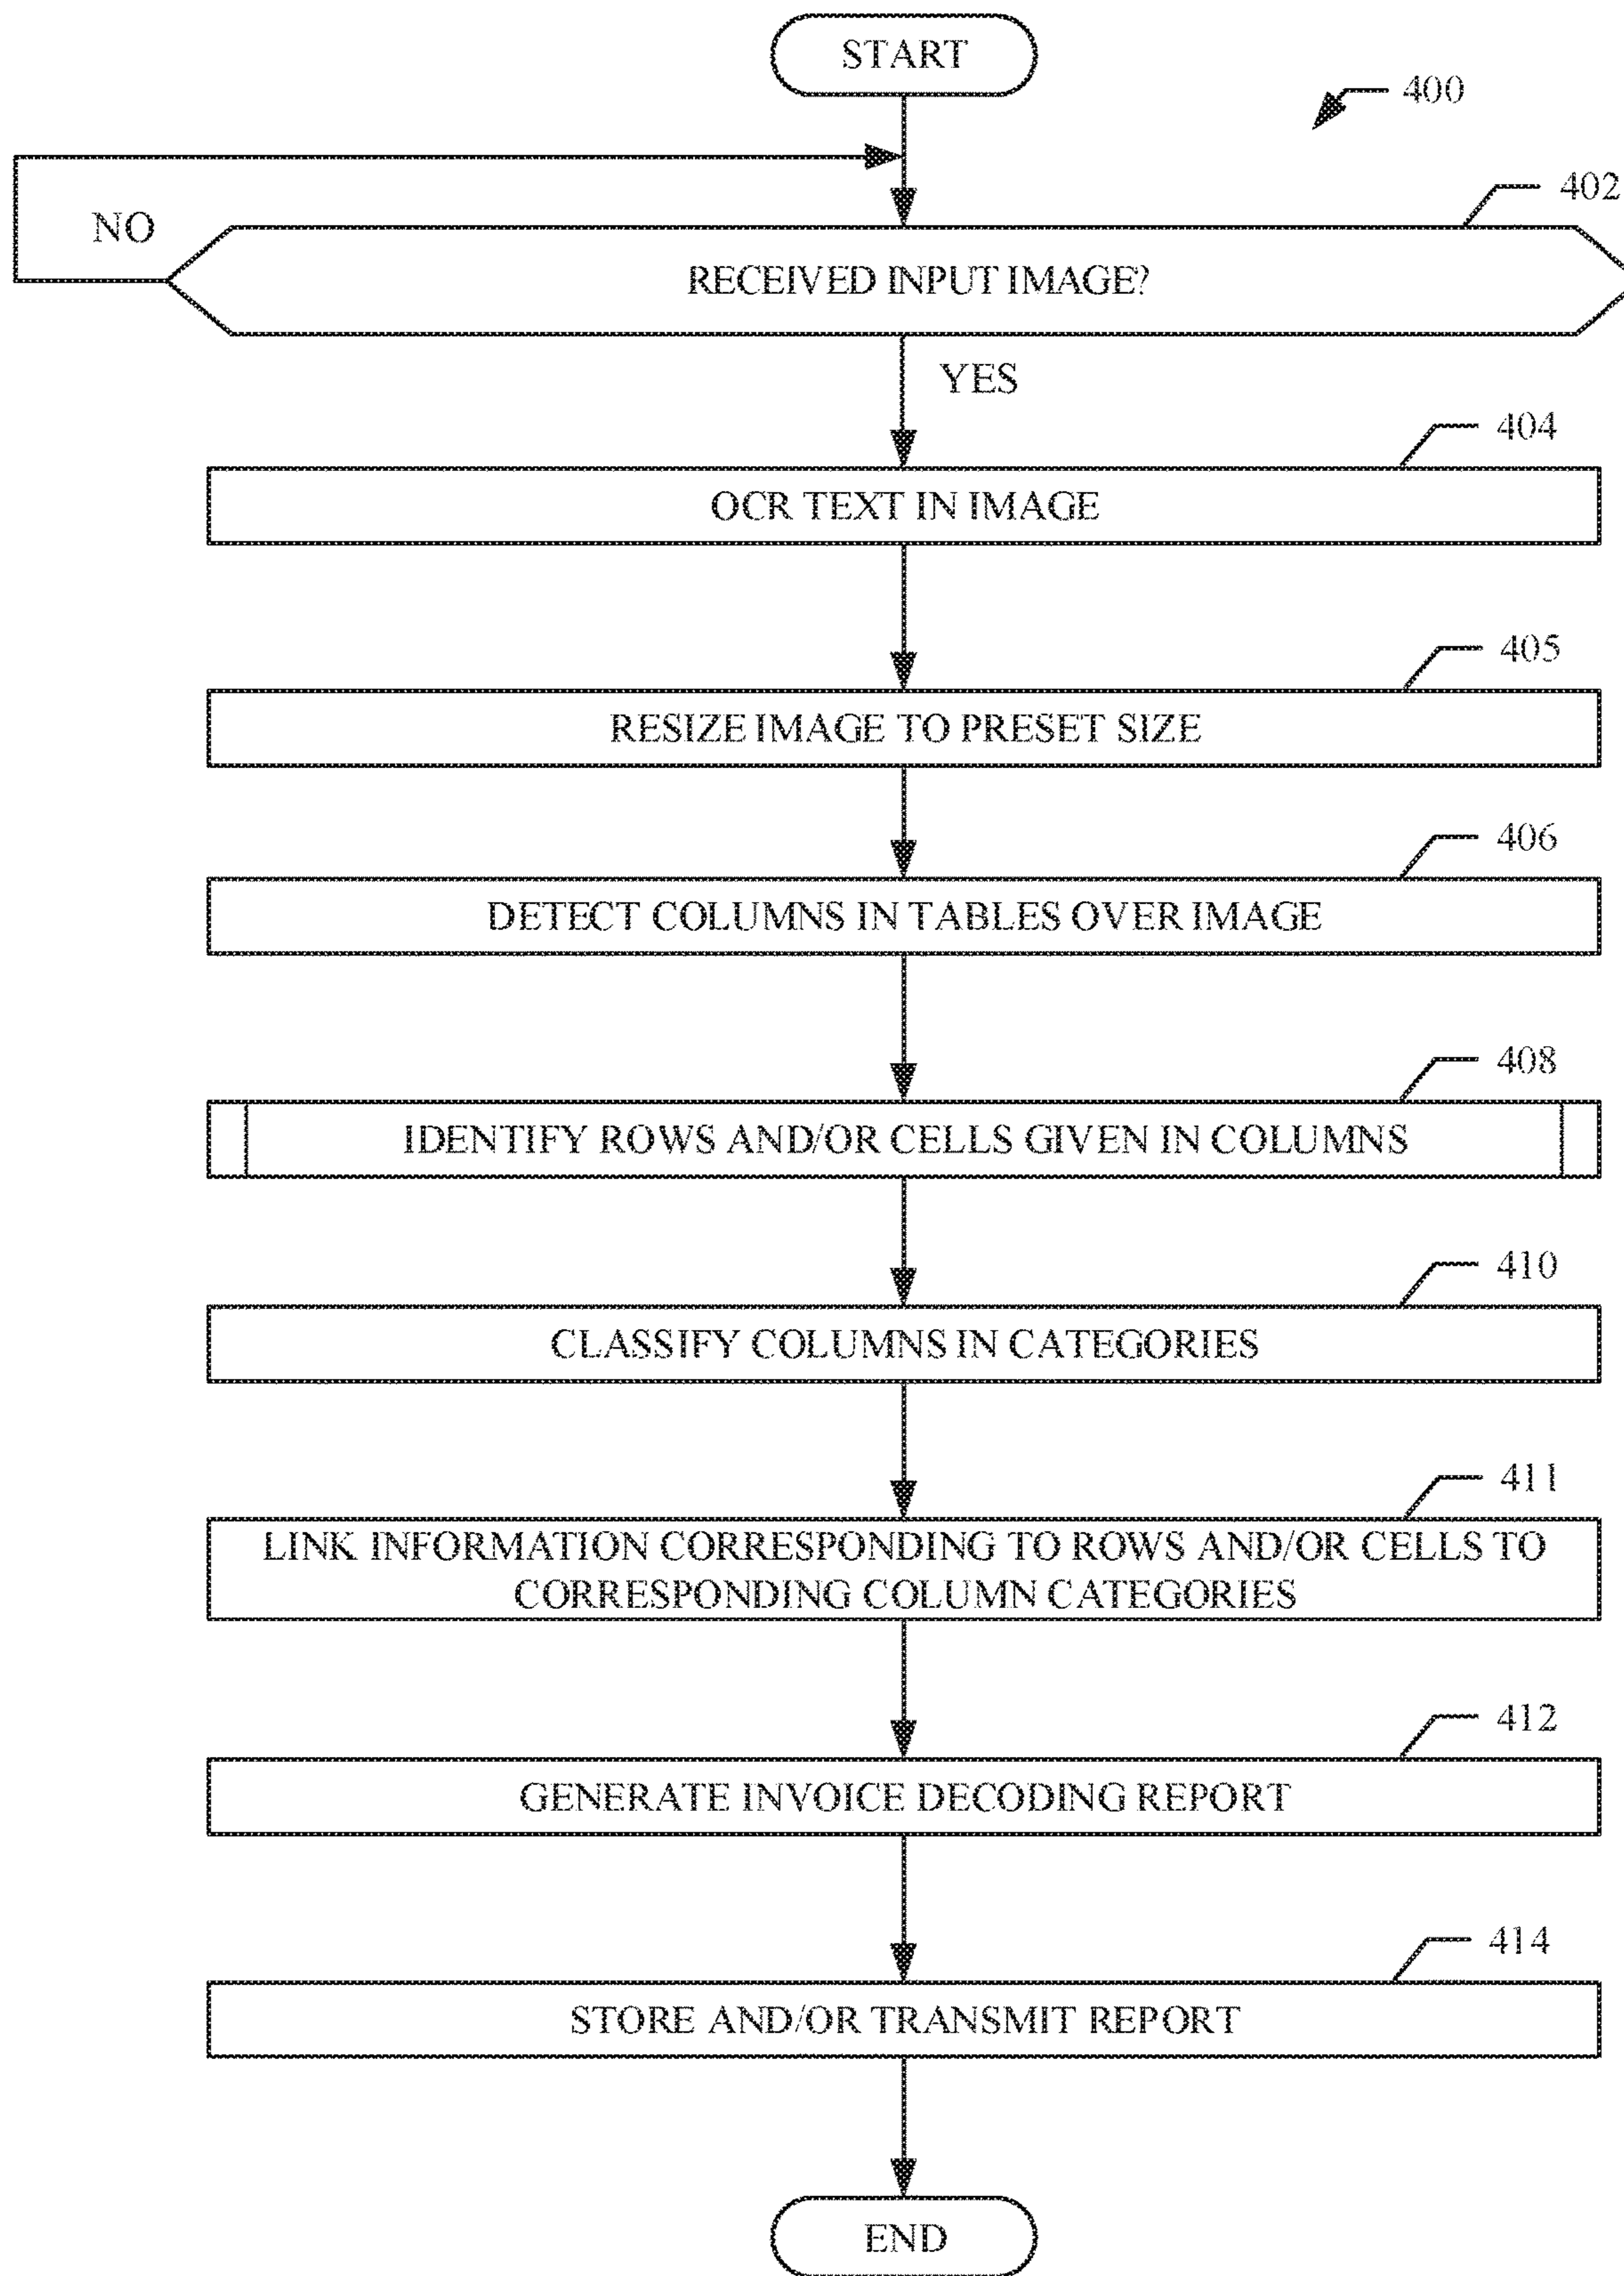 START
400
402
NO
RECEIVED INPUT IMAGE?
YES
404
OCR TEXT IN IMAGE
405
RESIZE IMAGE TO PRESET SIZE
406
DETECT COLUMNS IN TABLES OVER IMAGE
408
IDENTIFY ROWS AND/OR CELLS GIVEN IN COLUMNS
410
CLASSIFY COLUMNS IN CATEGORIES
411
LINK INFORMATION CORRESPONDING TO ROWS AND/OR CELLS TO
CORRESPONDING COLUMN CATEGORIES
412
GENERATE INVOICE DECODING REPORT
414
STORE AND/OR TRANSMIT REPORT
END